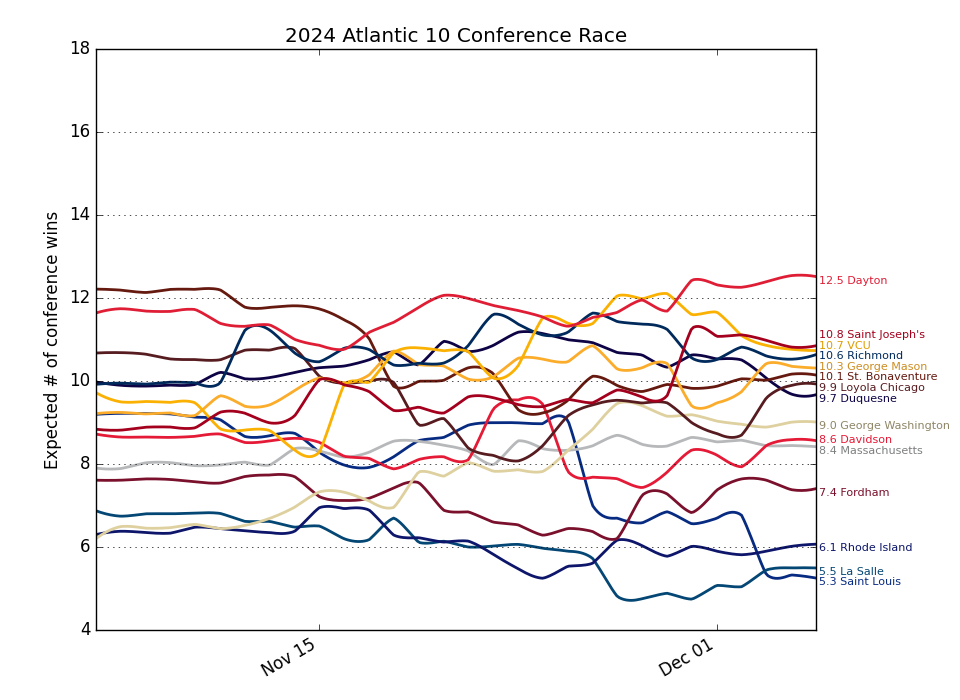 2024 Atlantic 10 Conference Race
Expected # of conference wins
18
16
14
12
10
8
6
4
Nov 15
Dec 01
12.5 Dayton
10.8 Saint Joseph's
10.7 VCU
10.6 Richmond
10.3 George Mason
10.1 St. Bonaventure
9.9 Loyola Chicago
9.7 Duquesne
9.0 George Washington
8.6 Davidson
8.4 Massachusetts
7.4 Fordham
6.1 Rhode Island
5.5 La Salle
5.3 Saint Louis